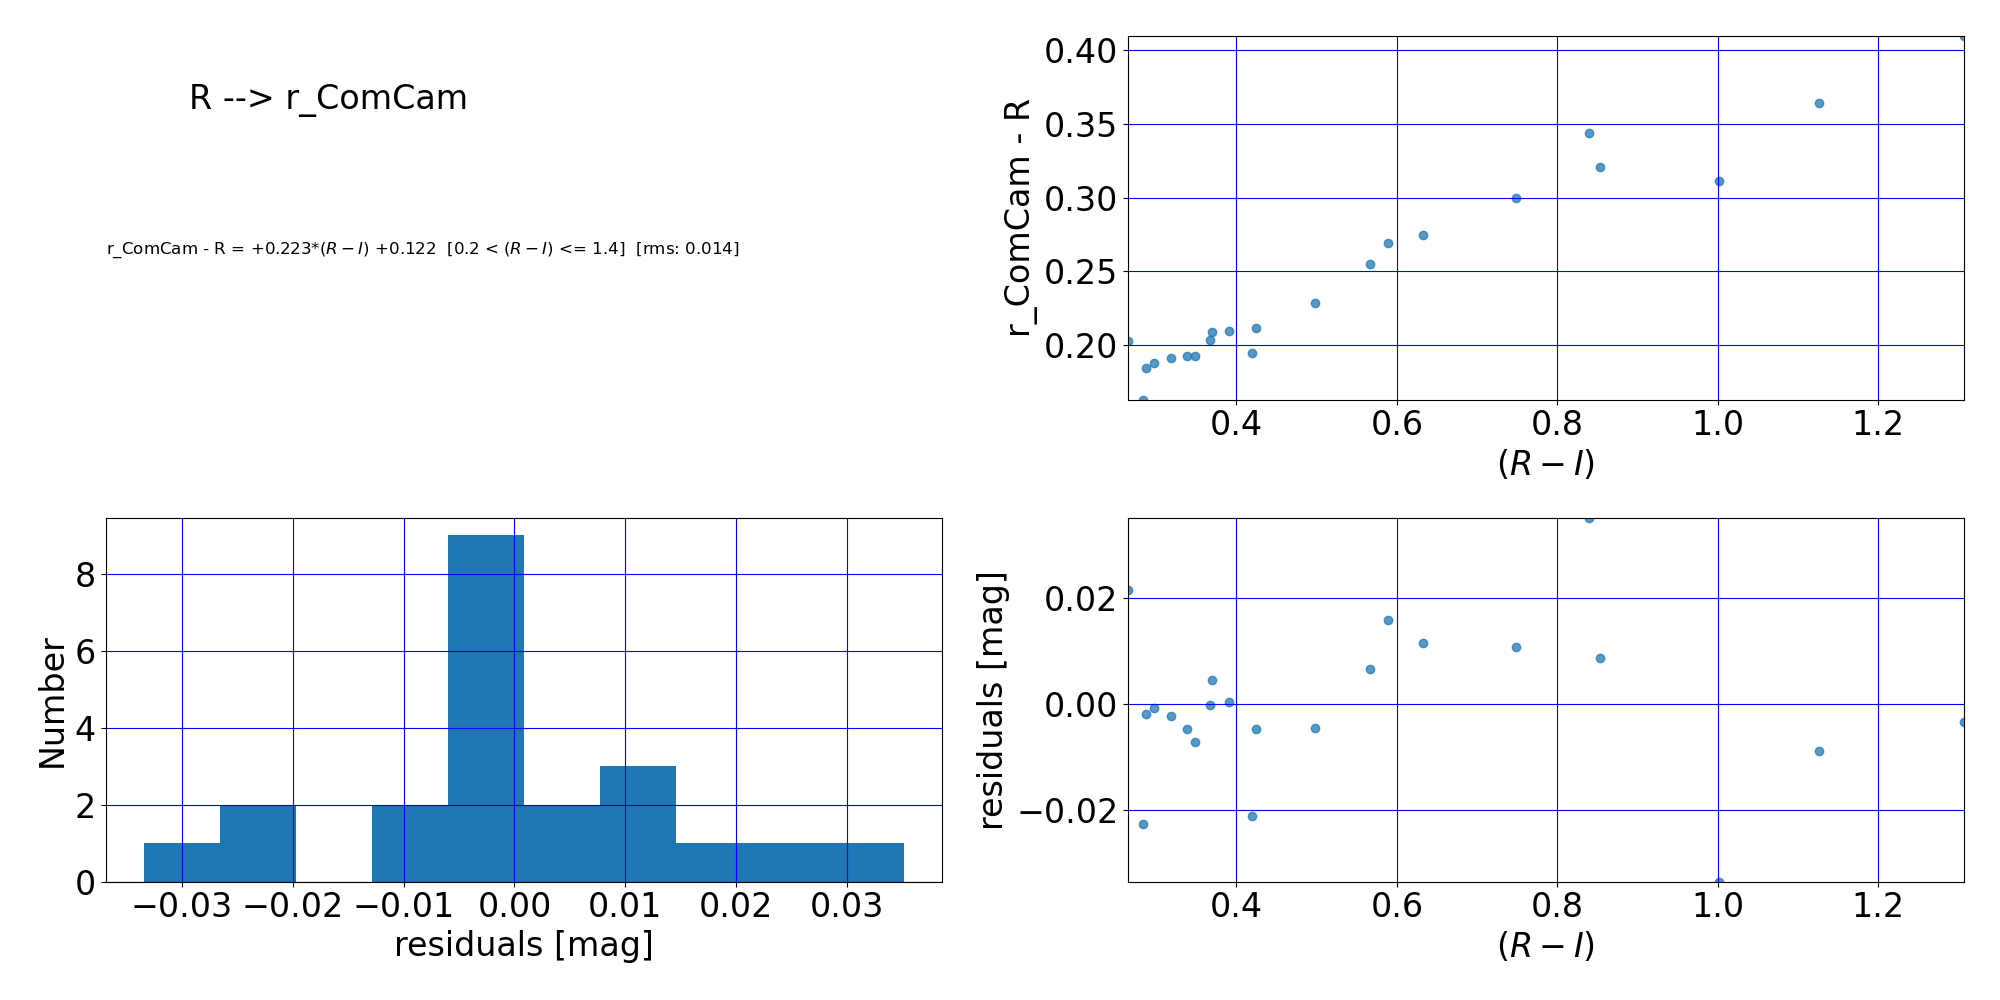 R --> r_ComCam
r_ComCam - R = +0.223*(R − I) +0.122 [0.2 < (R − I) <= 1.4] [rms: 0.014]
r_ComCam - R
0.40
0.35
0.30
0.25
0.20
0.4 0.6 0.8 1.0 1.2
(R − I)
Number
8
6
4
2
0
−0.03 −0.02 −0.01 0.00 0.01 0.02 0.03
residuals [mag]
residuals [mag]
0.02
0.00
−0.02
0.4 0.6 0.8 1.0 1.2
(R − I)